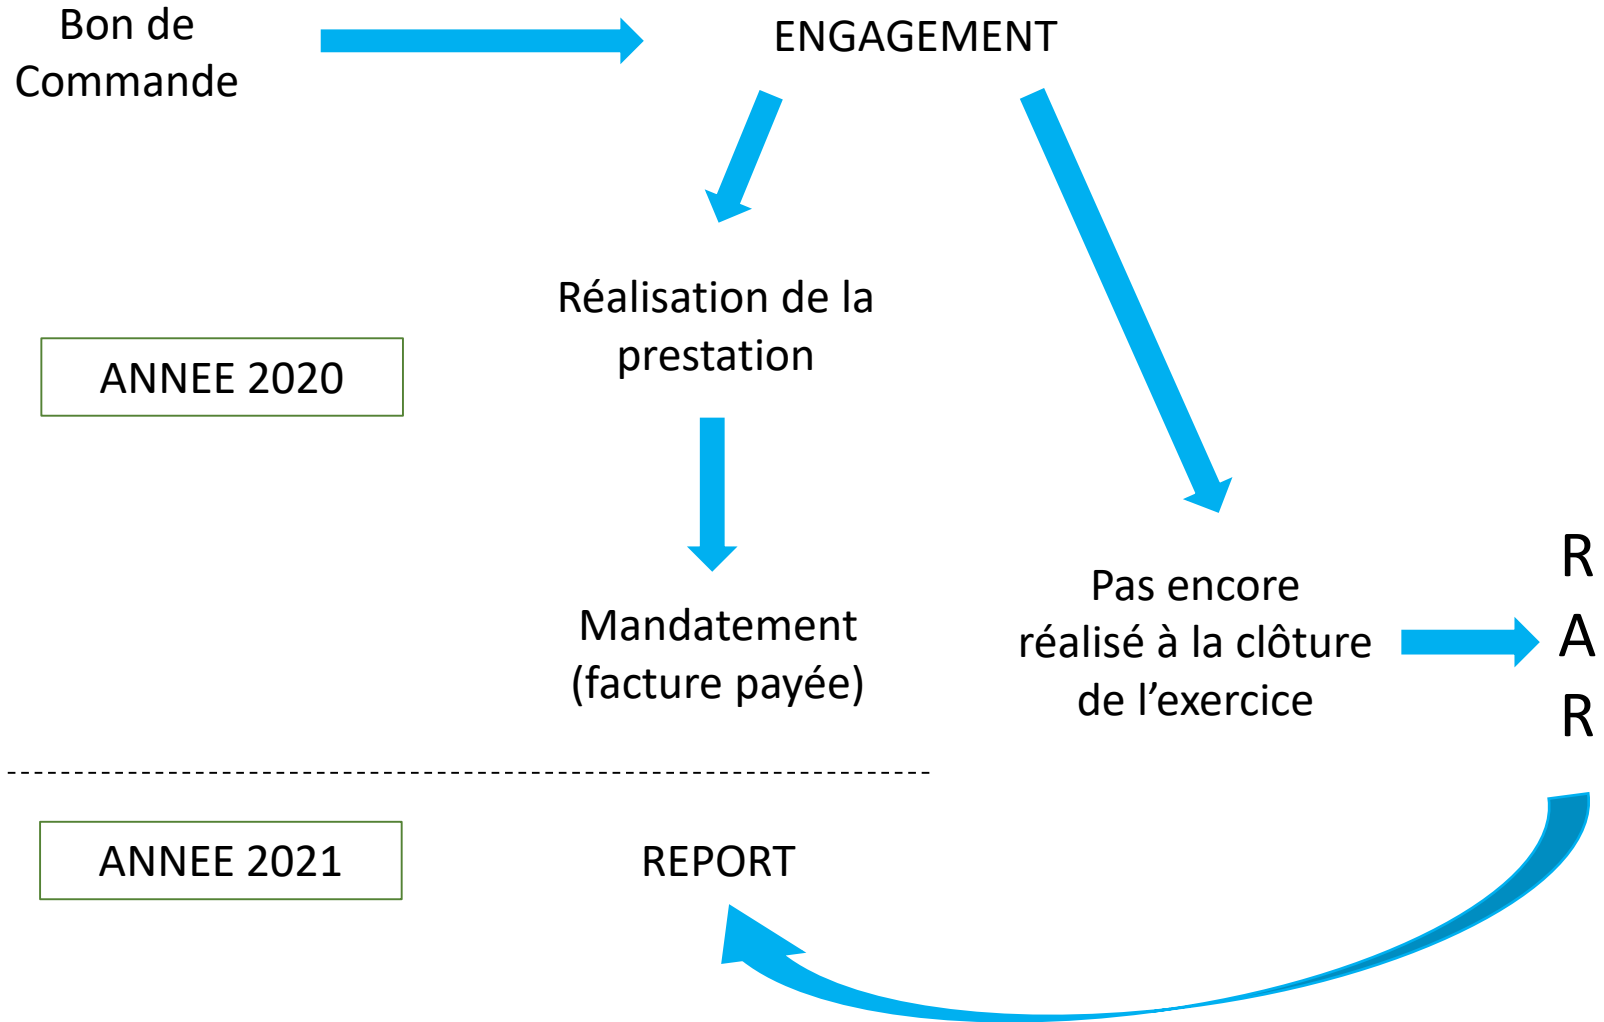 Bon de
Commande
ENGAGEMENT
Réalisation de la
prestation
ANNEE 2020
Mandatement
(facture payée)
Pas encore
réalisé à la clôture
de l’exercice
R
A
R
ANNEE 2021
REPORT